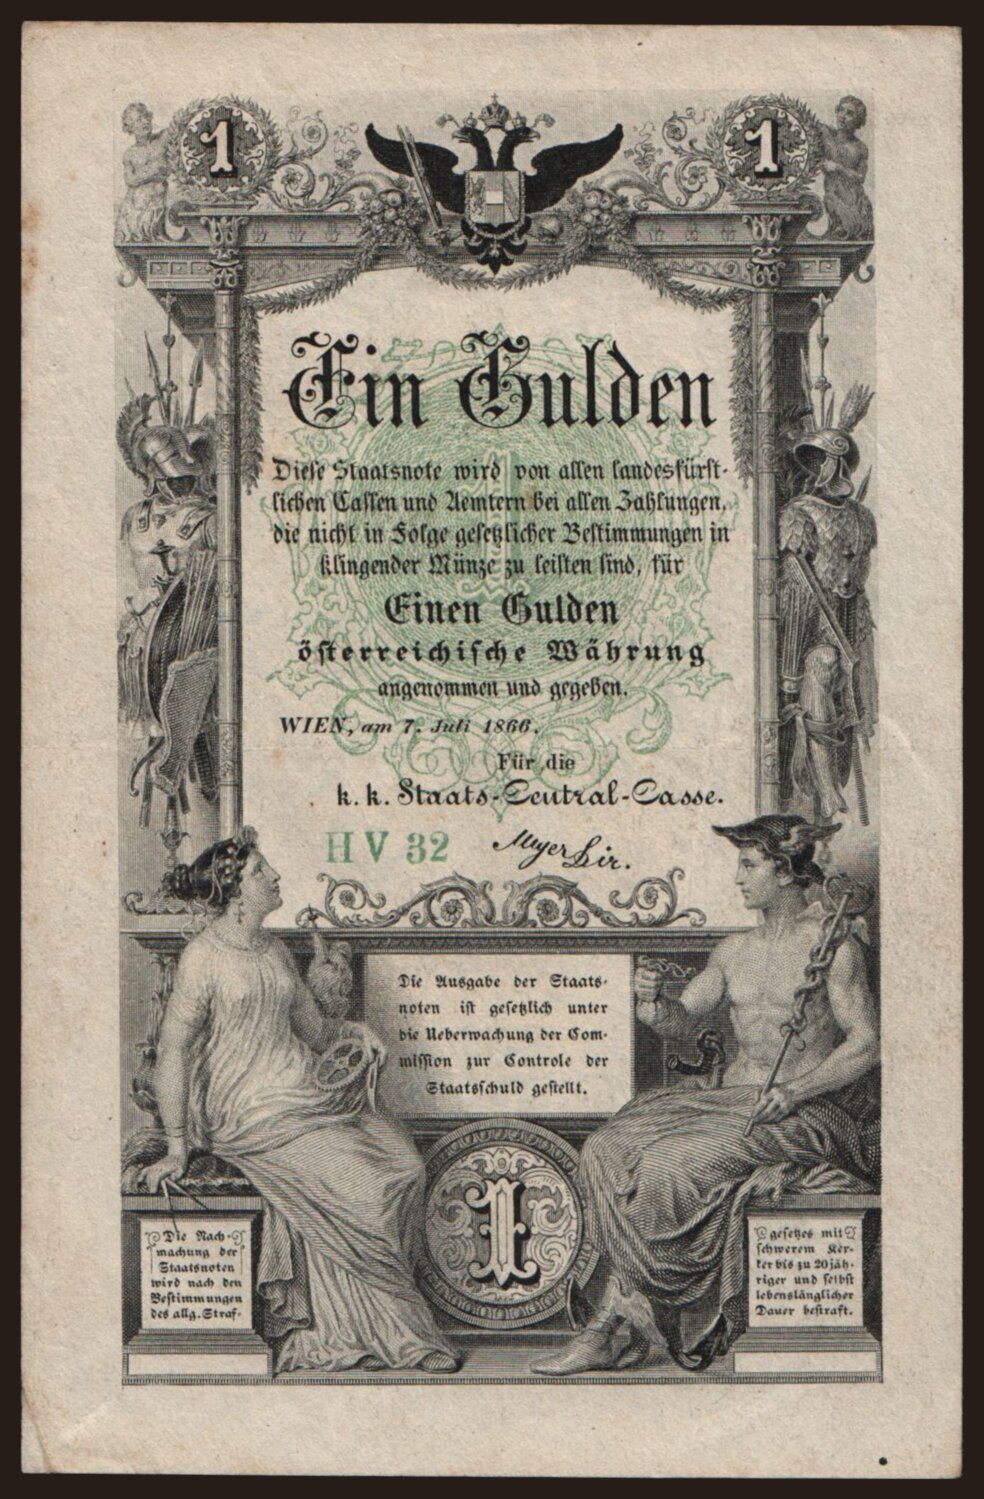 1
1
Ein Gulden
Diese Staatsnote wird von allen landesfürst-
lichen Cassen und Aemtern bei allen Zahlungen,
die nicht in Folge gesetzlicher Bestimmungen in
klingender Münze zu leisten sind, für
Einen Gulden
österreichische Währung
angenommen und gegeben.
WIEN, am 7. Juli 1866.
Für die
k. k. Staats-Central-Casse.
HV 32
Die Ausgabe der Staats-
noten ist gesetzlich unter
die Ueberwachung der Com-
mission zur Controle der
Staatsschuld gestellt.
1
Die Nach-
machung der
Staatsnoten
wird nach den
Bestimmungen
des allg. Straf-
gesetzes mit
schwerem Ker-
ker bis zu 20 jäh-
riger und selbst
lebenslänglicher
Dauer bestraft.